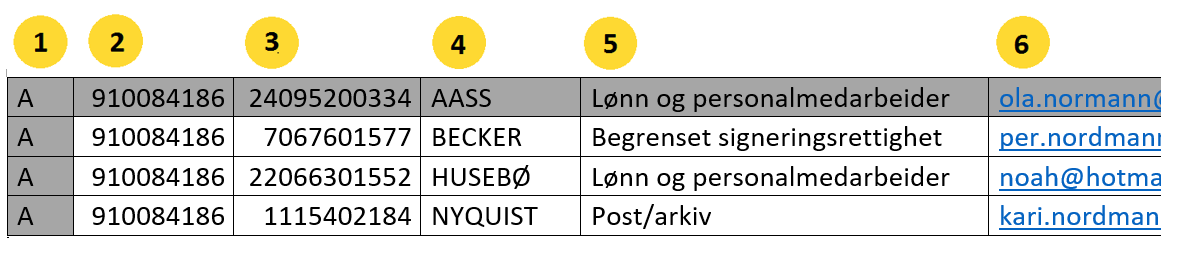 1 2 3 4 5 6
A 910084186 24095200334 AASS Lønn og personalmedarbeider ola.normann@
A 910084186 7067601577 BECKER Begrenset signeringsrettighet per.nordmann
A 910084186 22066301552 HUSEBØ Lønn og personalmedarbeider noah@hotma
A 910084186 1115402184 NYQUIST Post/arkiv kari.nordman